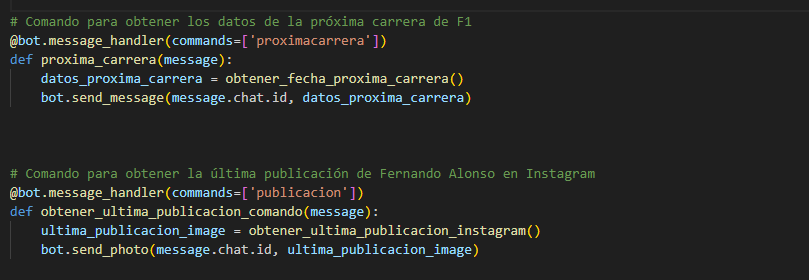 # Comando para obtener los datos de la próxima carrera de F1
@bot.message_handler(commands=['proximacarrera'])
def proxima_carrera(message):
    datos_proxima_carrera = obtener_fecha_proxima_carrera()
    bot.send_message(message.chat.id, datos_proxima_carrera)
# Comando para obtener la última publicación de Fernando Alonso en Instagram
@bot.message_handler(commands=['publicacion'])
def obtener_ultima_publicacion_comando(message):
    ultima_publicacion_image = obtener_ultima_publicacion_instagram()
    bot.send_photo(message.chat.id, ultima_publicacion_image)